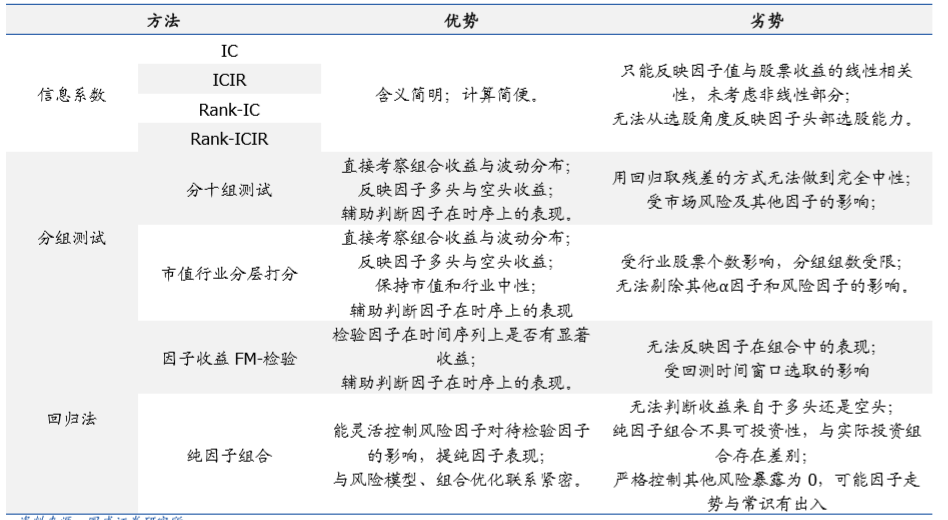 方法 优势 劣势
IC
ICIR
Rank-IC
Rank-ICIR
信息系数
含义简明；计算简便。
只能反映因子值与股票收益的线性相关
性，未考虑非线性部分；
无法从选股角度反映因子头部选股能力。
分组测试
分十组测试
直接考察组合收益与波动分布；
反映因子多头与空头收益；
辅助判断因子在时序上的表现。
用回归取残差的方式无法做到完全中性；
受市场风险及其他因子的影响；
市值行业分层打分
直接考察组合收益与波动分布；
反映因子多头与空头收益；
保持市值和行业中性；
辅助判断因子在时序上的表现
受行业股票个数影响，分组组数受限；
无法剔除其他α因子和风险因子的影响。
回归法
因子收益 FM-检验
检验因子在时间序列上是否有显著
收益；
辅助判断因子在时序上的表现。
无法反映因子在组合中的表现；
受回测时间窗口选取的影响
纯因子组合
能灵活控制风险因子对待检验因子
的影响，提纯因子表现；
与风险模型、组合优化联系紧密。
无法判断收益来自于多头还是空头；
纯因子组合不具可投资性，与实际投资组
合存在差别；
严格控制其他风险暴露为 0，可能因子走
势与常识有出入